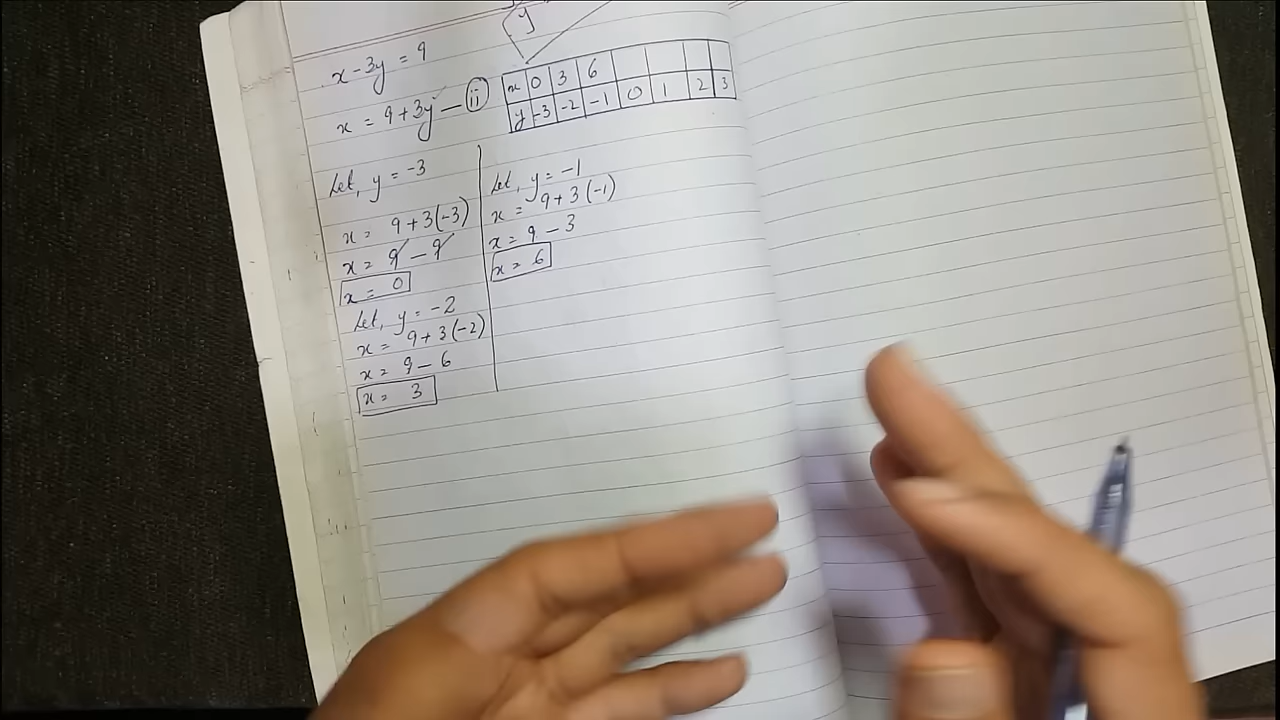 y
x - 3y = 9
x = 9 + 3y — (ii)
x 0 3 6
y -3 -2 -1 0 1 2 3
Let, y = -3
x = 9 + 3(-3)
x = 9 - 9
x = 0
Let, y = -2
x = 9 + 3(-2)
x = 9 - 6
x = 3
Let, y = -1
x = 9 + 3(-1)
x = 9 - 3
x = 6